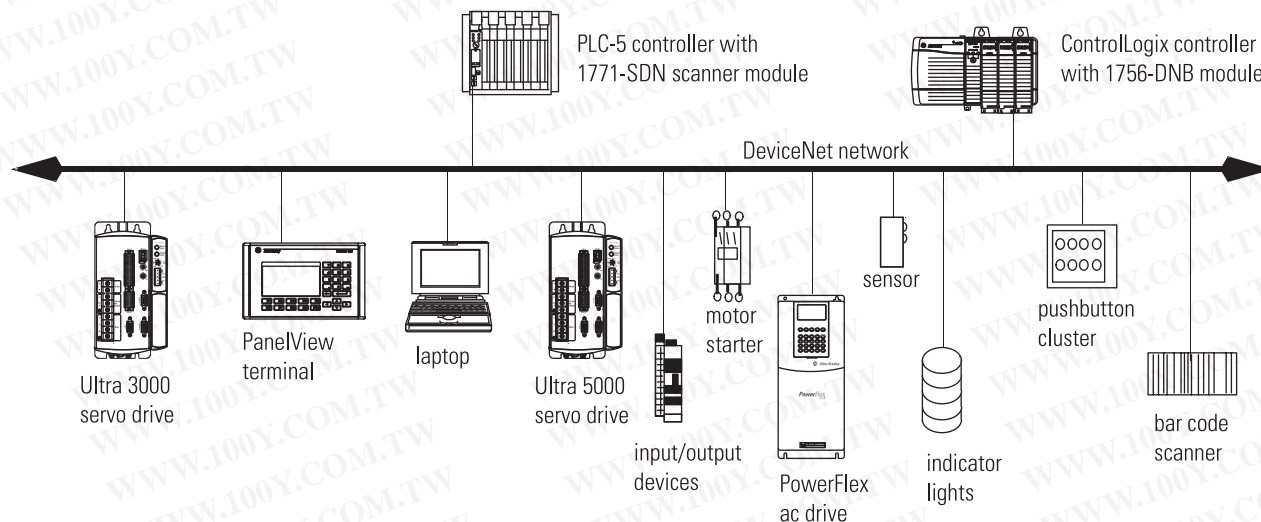 PLC-5 controller with
1771-SDN scanner module
ControlLogix controller
with 1756-DNB module
DeviceNet network
Ultra 3000
servo drive
PanelView
terminal
laptop
Ultra 5000
servo drive
input/output
devices
motor
starter
PowerFlex
PowerFlex
ac drive
sensor
indicator
lights
pushbutton
cluster
bar code
scanner
WWW.100Y.COM.TW